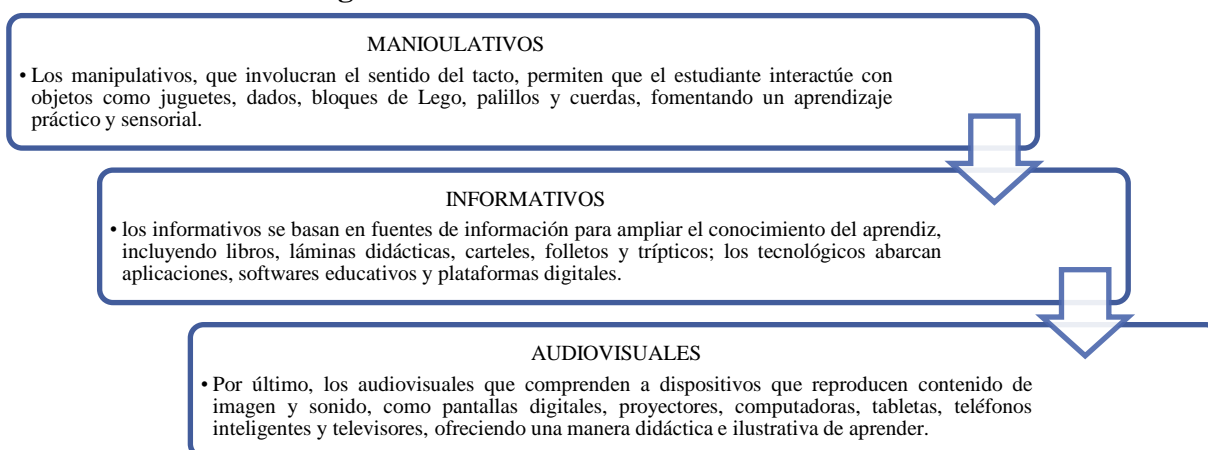 MANIOULATIVOS
• Los manipulativos, que involucran el sentido del tacto, permiten que el estudiante interactúe con
objetos como juguetes, dados, bloques de Lego, palillos y cuerdas, fomentando un aprendizaje
práctico y sensorial.
INFORMATIVOS
• los informativos se basan en fuentes de información para ampliar el conocimiento del aprendiz,
incluyendo libros, láminas didácticas, carteles, folletos y trípticos; los tecnológicos abarcan
aplicaciones, softwares educativos y plataformas digitales.
AUDIOVISUALES
• Por último, los audiovisuales que comprenden a dispositivos que reproducen contenido de
imagen y sonido, como pantallas digitales, proyectores, computadoras, tabletas, teléfonos
inteligentes y televisores, ofreciendo una manera didáctica e ilustrativa de aprender.